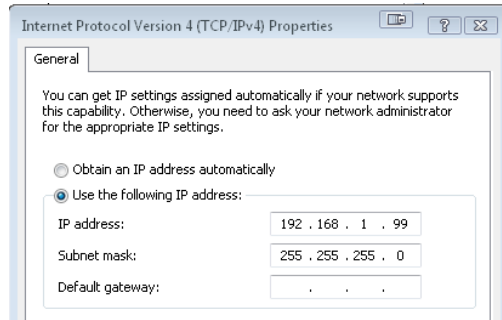 Internet Protocol Version 4 (TCP/IPv4) Properties
General
You can get IP settings assigned automatically if your network supports
this capability. Otherwise, you need to ask your network administrator
for the appropriate IP settings.
Obtain an IP address automatically
Use the following IP address:
IP address: 192 . 168 . 1 . 99
Subnet mask: 255 . 255 . 255 . 0
Default gateway: . . .